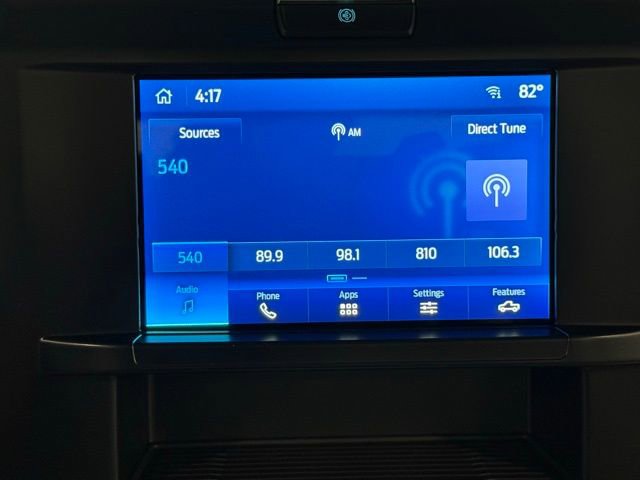 4:17 82°
Sources AM Direct Tune
540
540 89.9 98.1 810 106.3
Audio Phone Apps Settings Features